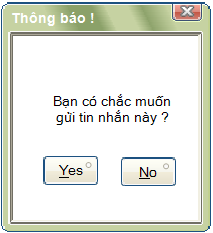 Thông báo !
Bạn có chắc muốn
gửi tin nhắn này ?
Yes
No